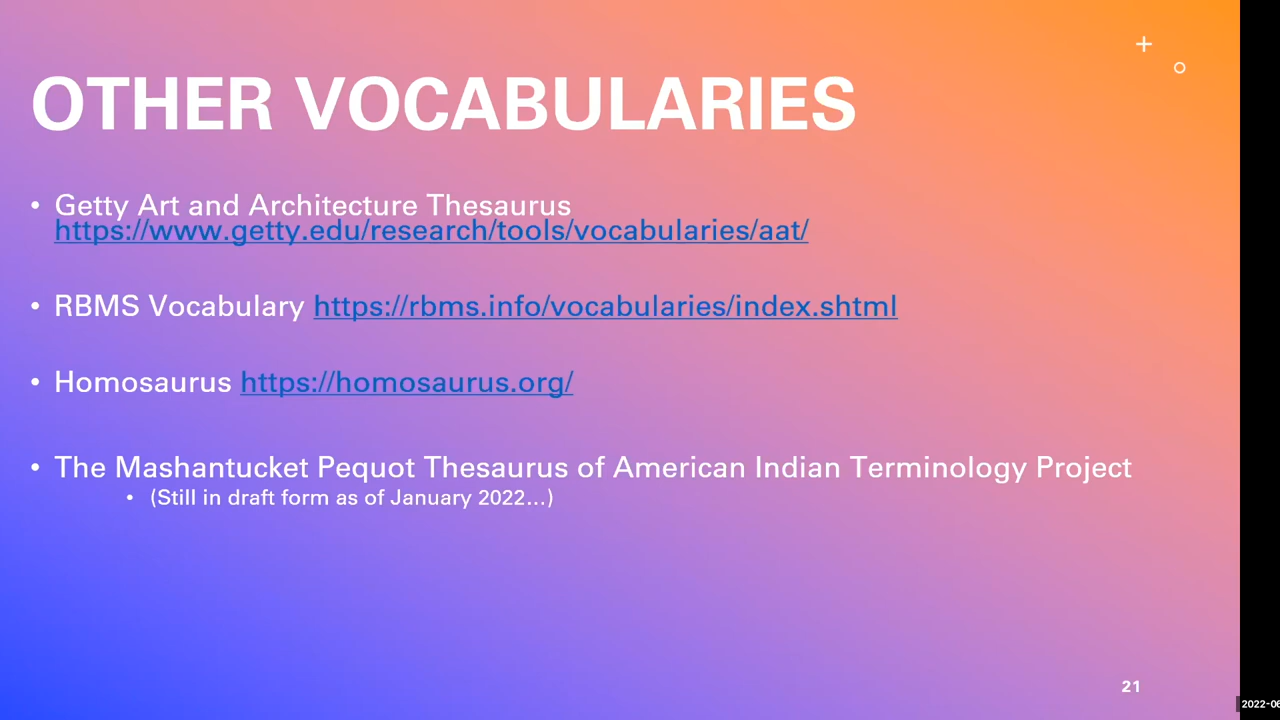 OTHER VOCABULARIES
• Getty Art and Architecture Thesaurus
https://www.getty.edu/research/tools/vocabularies/aat/
• RBMS Vocabulary https://rbms.info/vocabularies/index.shtml
• Homosaurus https://homosaurus.org/
• The Mashantucket Pequot Thesaurus of American Indian Terminology Project
• (Still in draft form as of January 2022...)
21